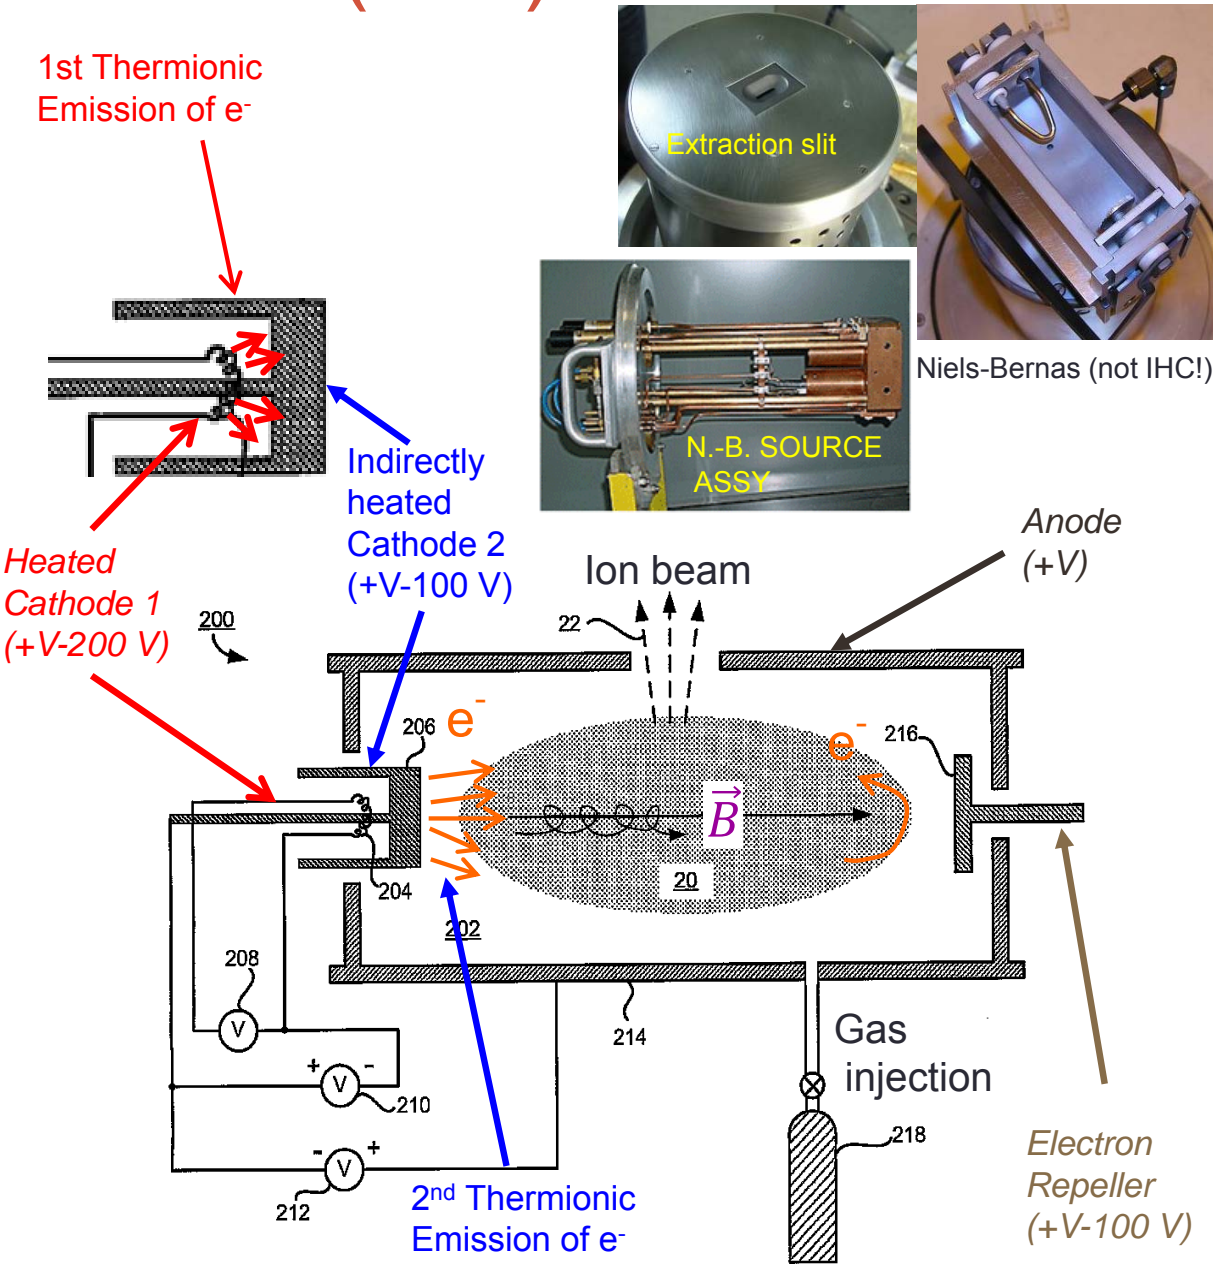 1st Thermionic
Emission of e-
Extraction slit
Niels-Bernas (not IHC!)
N.-B. SOURCE
ASSY
Indirectly
heated
Cathode 2
(+V-100 V)
Heated
Cathode 1
(+V-200 V)
Anode
(+V)
Ion beam
200
22
206
e-
e-
216
B
20
204
202
208
V
214
Gas
injection
+ -
V
210
218
- +
V
212
2nd Thermionic
Emission of e-
Electron
Repeller
(+V-100 V)